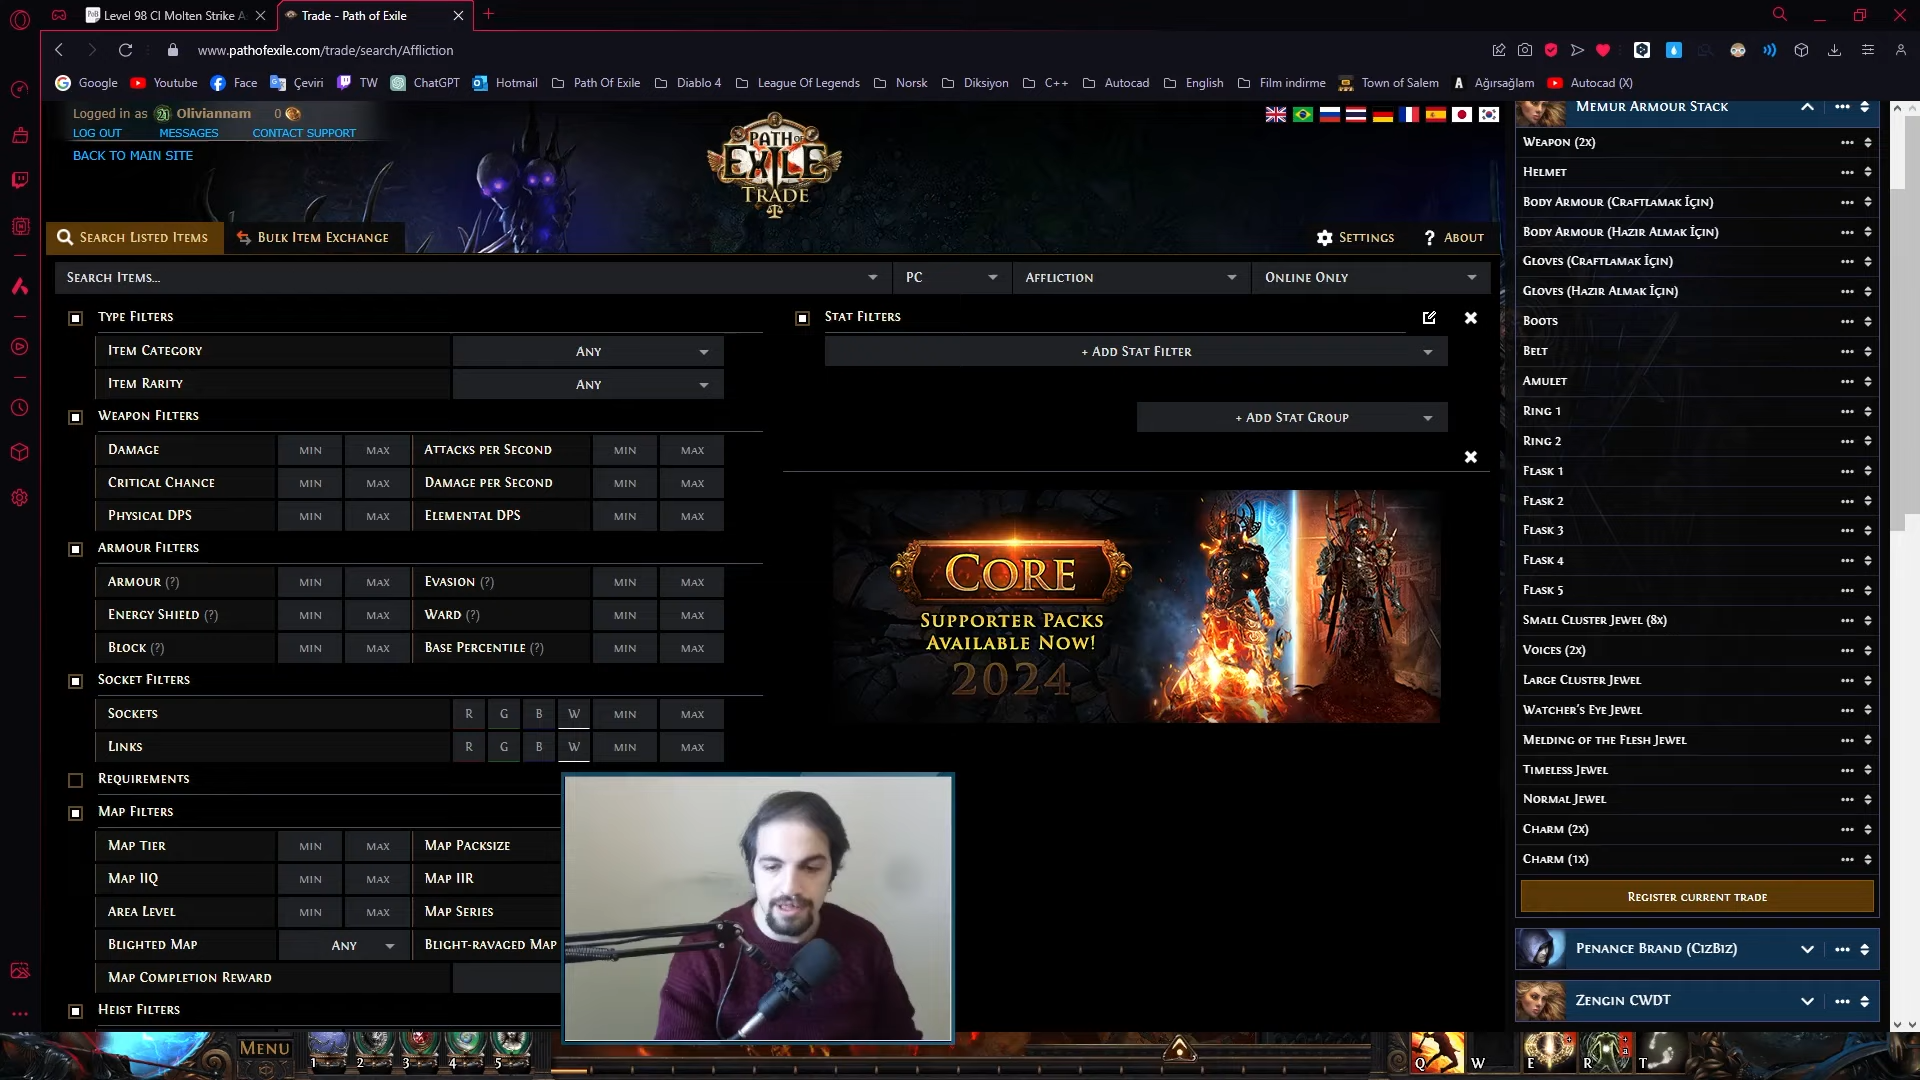 Level 98 CI Molten Strike A
Trade - Path of Exile
www.pathofexile.com/trade/search/Affliction
Google
Youtube
Face
Çeviri
TW
ChatGPT
Hotmail
Path Of Exile
Diablo 4
League Of Legends
Norsk
Diksiyon
C++
Autocad
English
Film indirme
Town of Salem
Ağırsağlam
Autocad (X)
Logged in as Oliviannam 0
LOG OUT MESSAGES CONTACT SUPPORT
BACK TO MAIN SITE
PATH OF EXILE TRADE
Search Listed Items
Bulk Item Exchange
Settings
? About
Search Items...
PC
Affliction
Online Only
Type Filters
Item Category Any
Item Rarity Any
Weapon Filters
Damage MIN MAX Attacks per Second MIN MAX
Critical Chance MIN MAX Damage per Second MIN MAX
Physical DPS MIN MAX Elemental DPS MIN MAX
Armour Filters
Armour (?) MIN MAX Evasion (?) MIN MAX
Energy Shield (?) MIN MAX Ward (?) MIN MAX
Block (?) MIN MAX Base Percentile (?) MIN MAX
Socket Filters
Sockets R G B W MIN MAX
Links R G B W MIN MAX
Requirements
Map Filters
Map Tier MIN MAX Map Packsize
Map IIQ MIN MAX Map IIR
Area Level MIN MAX Map Series
Blighted Map Any Blight-ravaged Map
Map Completion Reward
Heist Filters
Stat Filters
+ Add Stat Filter
+ Add Stat Group
Core
Supporter Packs
Available Now!
2024
Memur Armour Stack
Weapon (2x)
Helmet
Body Armour (Craftlamak İçin)
Body Armour (Hazır Almak İçin)
Gloves (Craftlamak İçin)
Gloves (Hazır Almak İçin)
Boots
Belt
Amulet
Ring 1
Ring 2
Flask 1
Flask 2
Flask 3
Flask 4
Flask 5
Small Cluster Jewel (8x)
Voices (2x)
Large Cluster Jewel
Watcher's Eye Jewel
Melding of the Flesh Jewel
Timeless Jewel
Normal Jewel
Charm (2x)
Charm (1x)
Register current trade
Penance Brand (CizBiz)
Zengin CWDT
Menu
1 2 3 4 5
Q W E R T